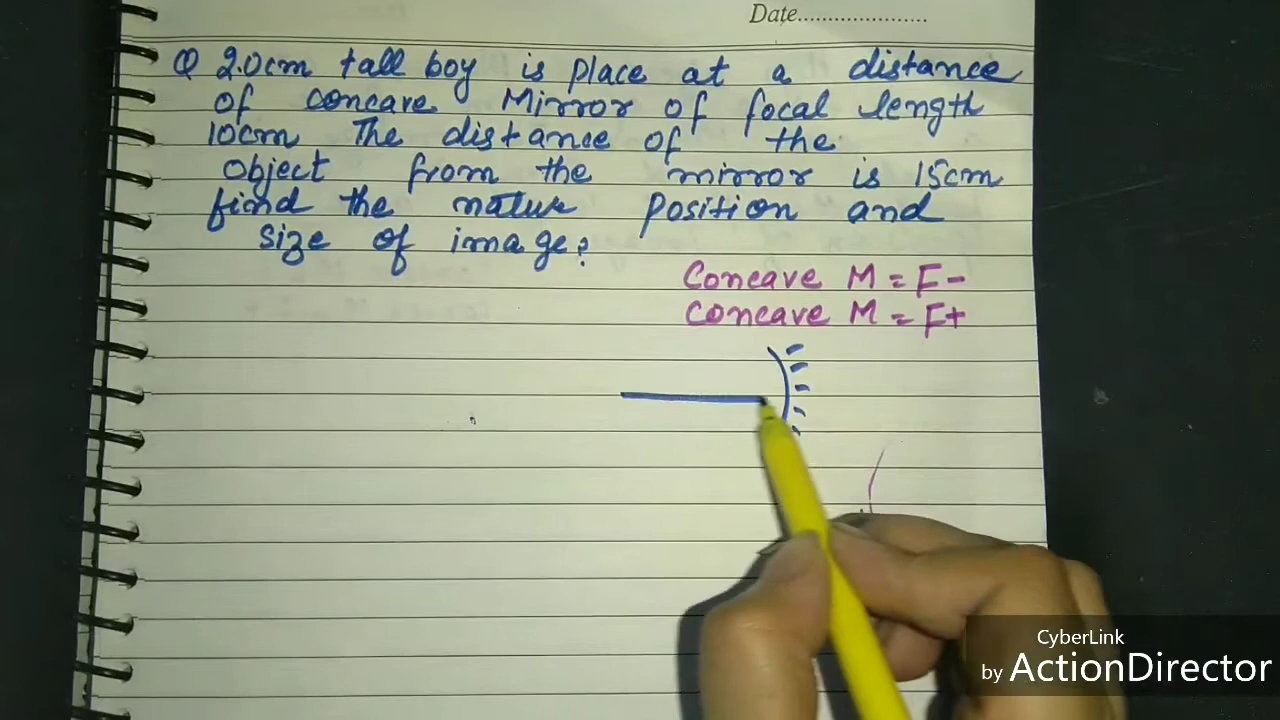 Date.....................
Q 2.0cm tall boy is place at a distance
of concave Mirror of focal length
10cm The distance of the
object from the mirror is 15cm
find the nature position and
size of image?
Concave M = F-
Concave M = F+
CyberLink
by ActionDirector